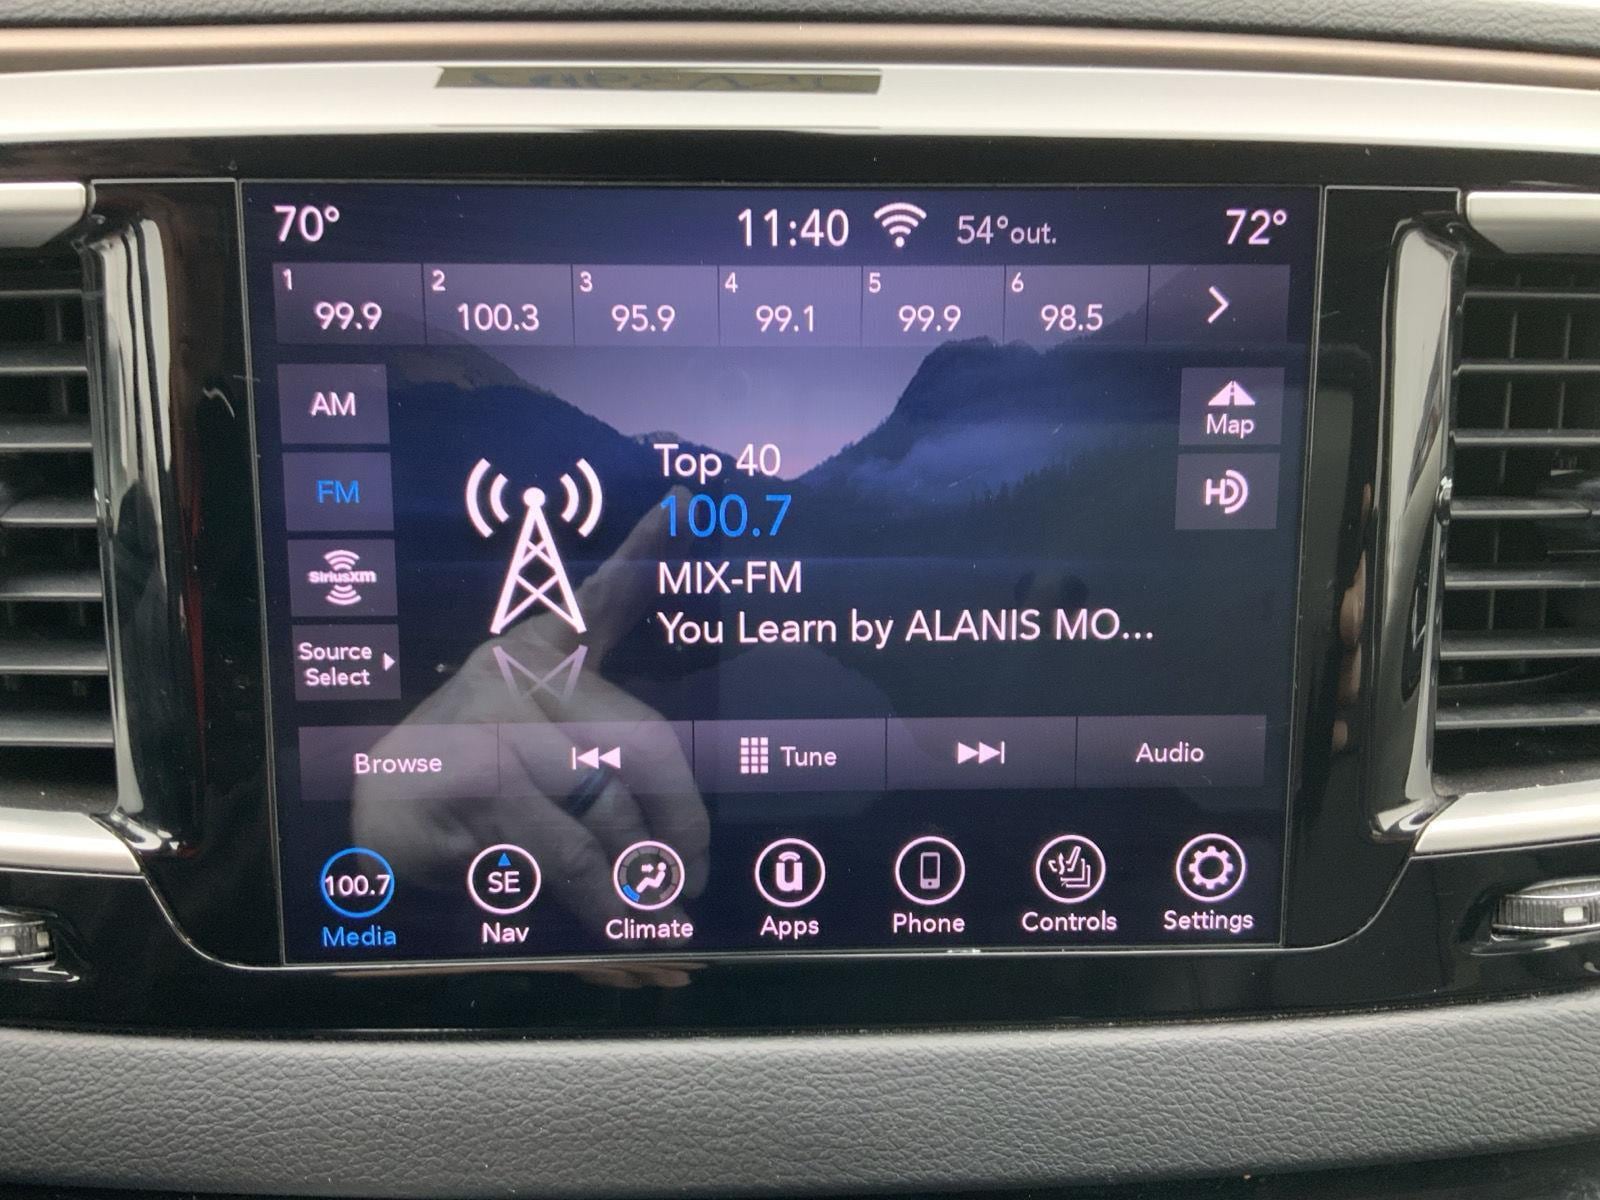 70° 11:40 54°out. 72°
1 2 3 4 5 6
99.9 100.3 95.9 99.1 99.9 98.5
AM
Map
FM
HD
SiriusXM
Source
Select
Top 40
100.7
MIX-FM
You Learn by ALANIS MO...
Browse Tune Audio
100.7 SE u
Media Nav Climate Apps Phone Controls Settings